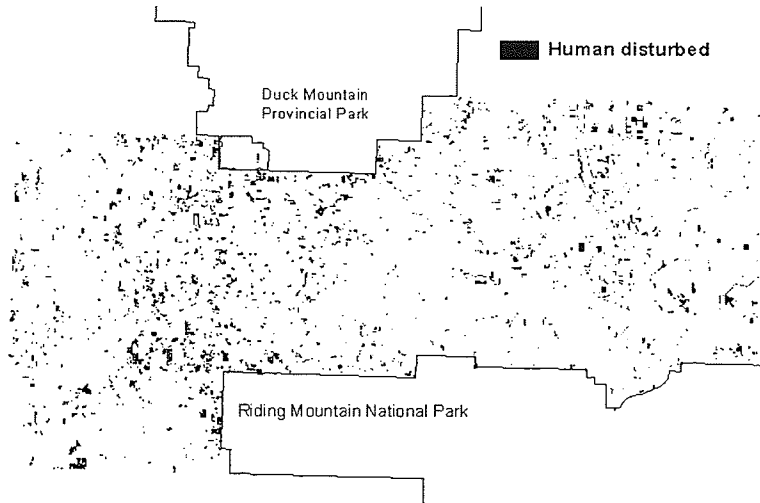 Human disturbed
Duck Mountain
Provincial Park
Riding Mountain National Park